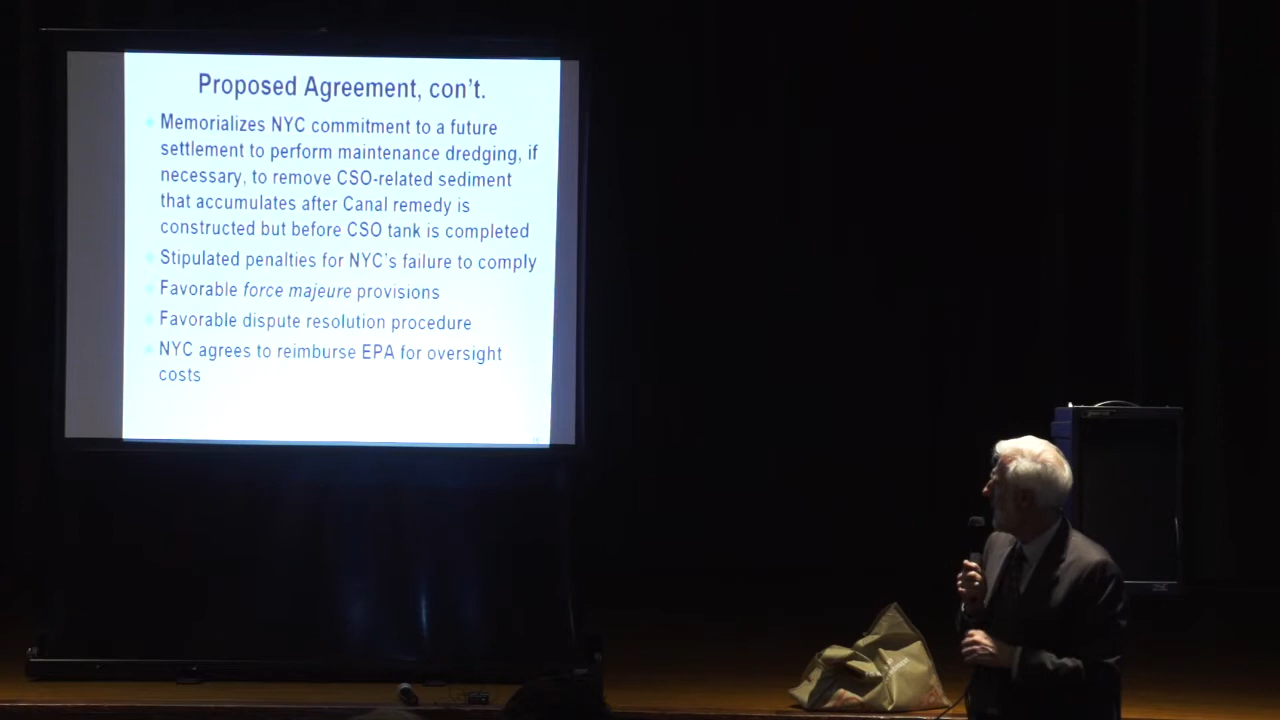 Proposed Agreement, con't.
Memorializes NYC commitment to a future
settlement to perform maintenance dredging, if
necessary, to remove CSO-related sediment
that accumulates after Canal remedy is
constructed but before CSO tank is completed
Stipulated penalties for NYC's failure to comply
Favorable force majeure provisions
Favorable dispute resolution procedure
NYC agrees to reimburse EPA for oversight
costs